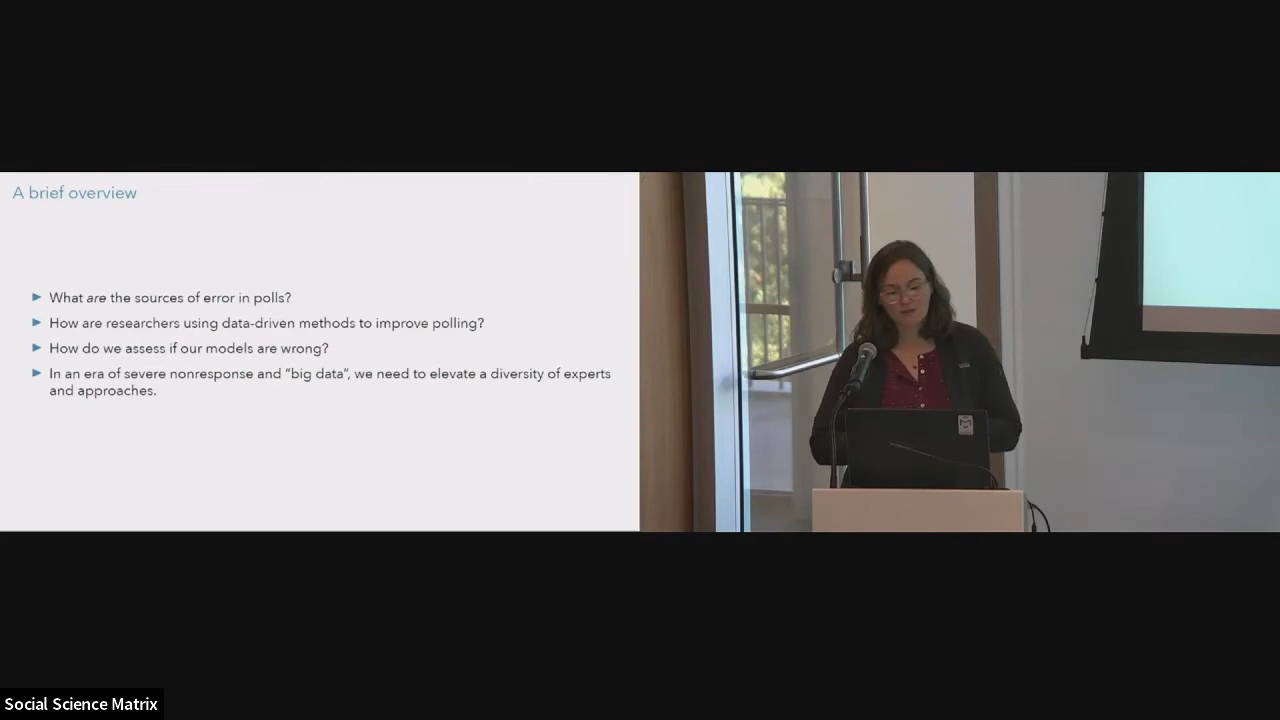 A brief overview
What are the sources of error in polls?
How are researchers using data-driven methods to improve polling?
How do we assess if our models are wrong?
In an era of severe nonresponse and “big data”, we need to elevate a diversity of experts
and approaches.
Social Science Matrix